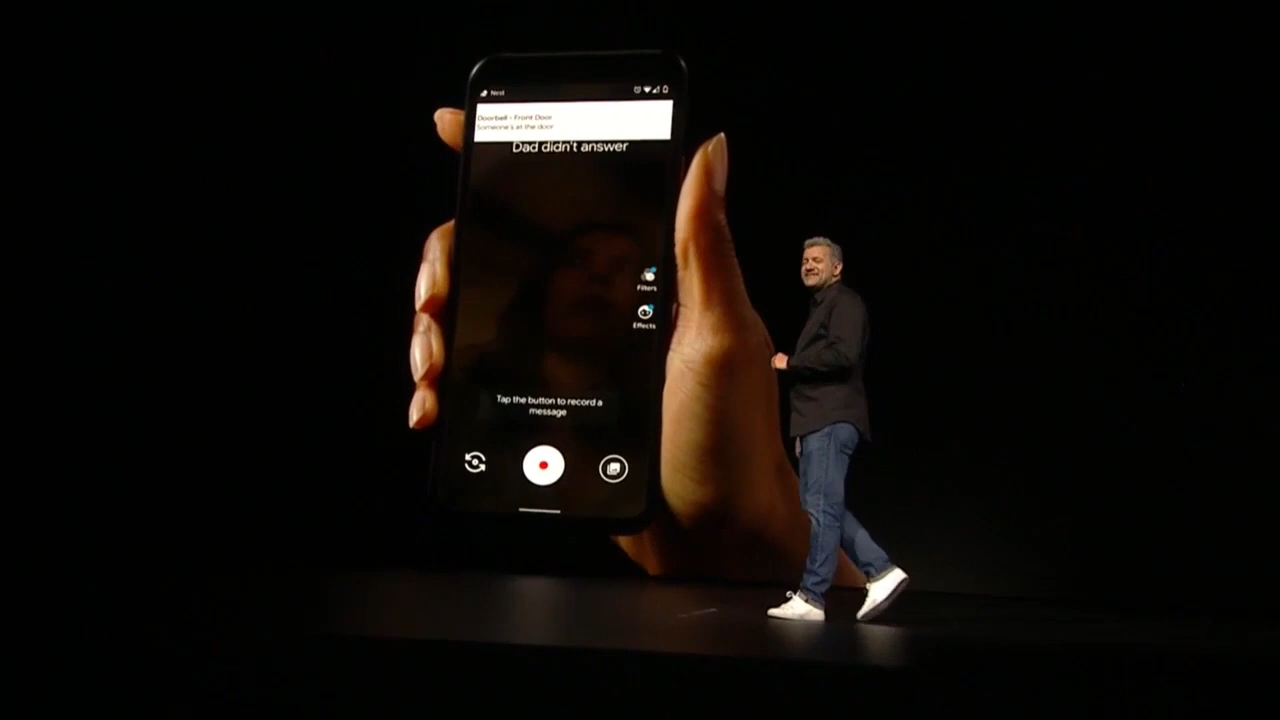 Nest
Doorbell - Front Door
Someone's at the door
Dad didn't answer
Filters
Effects
Tap the button to record a
message